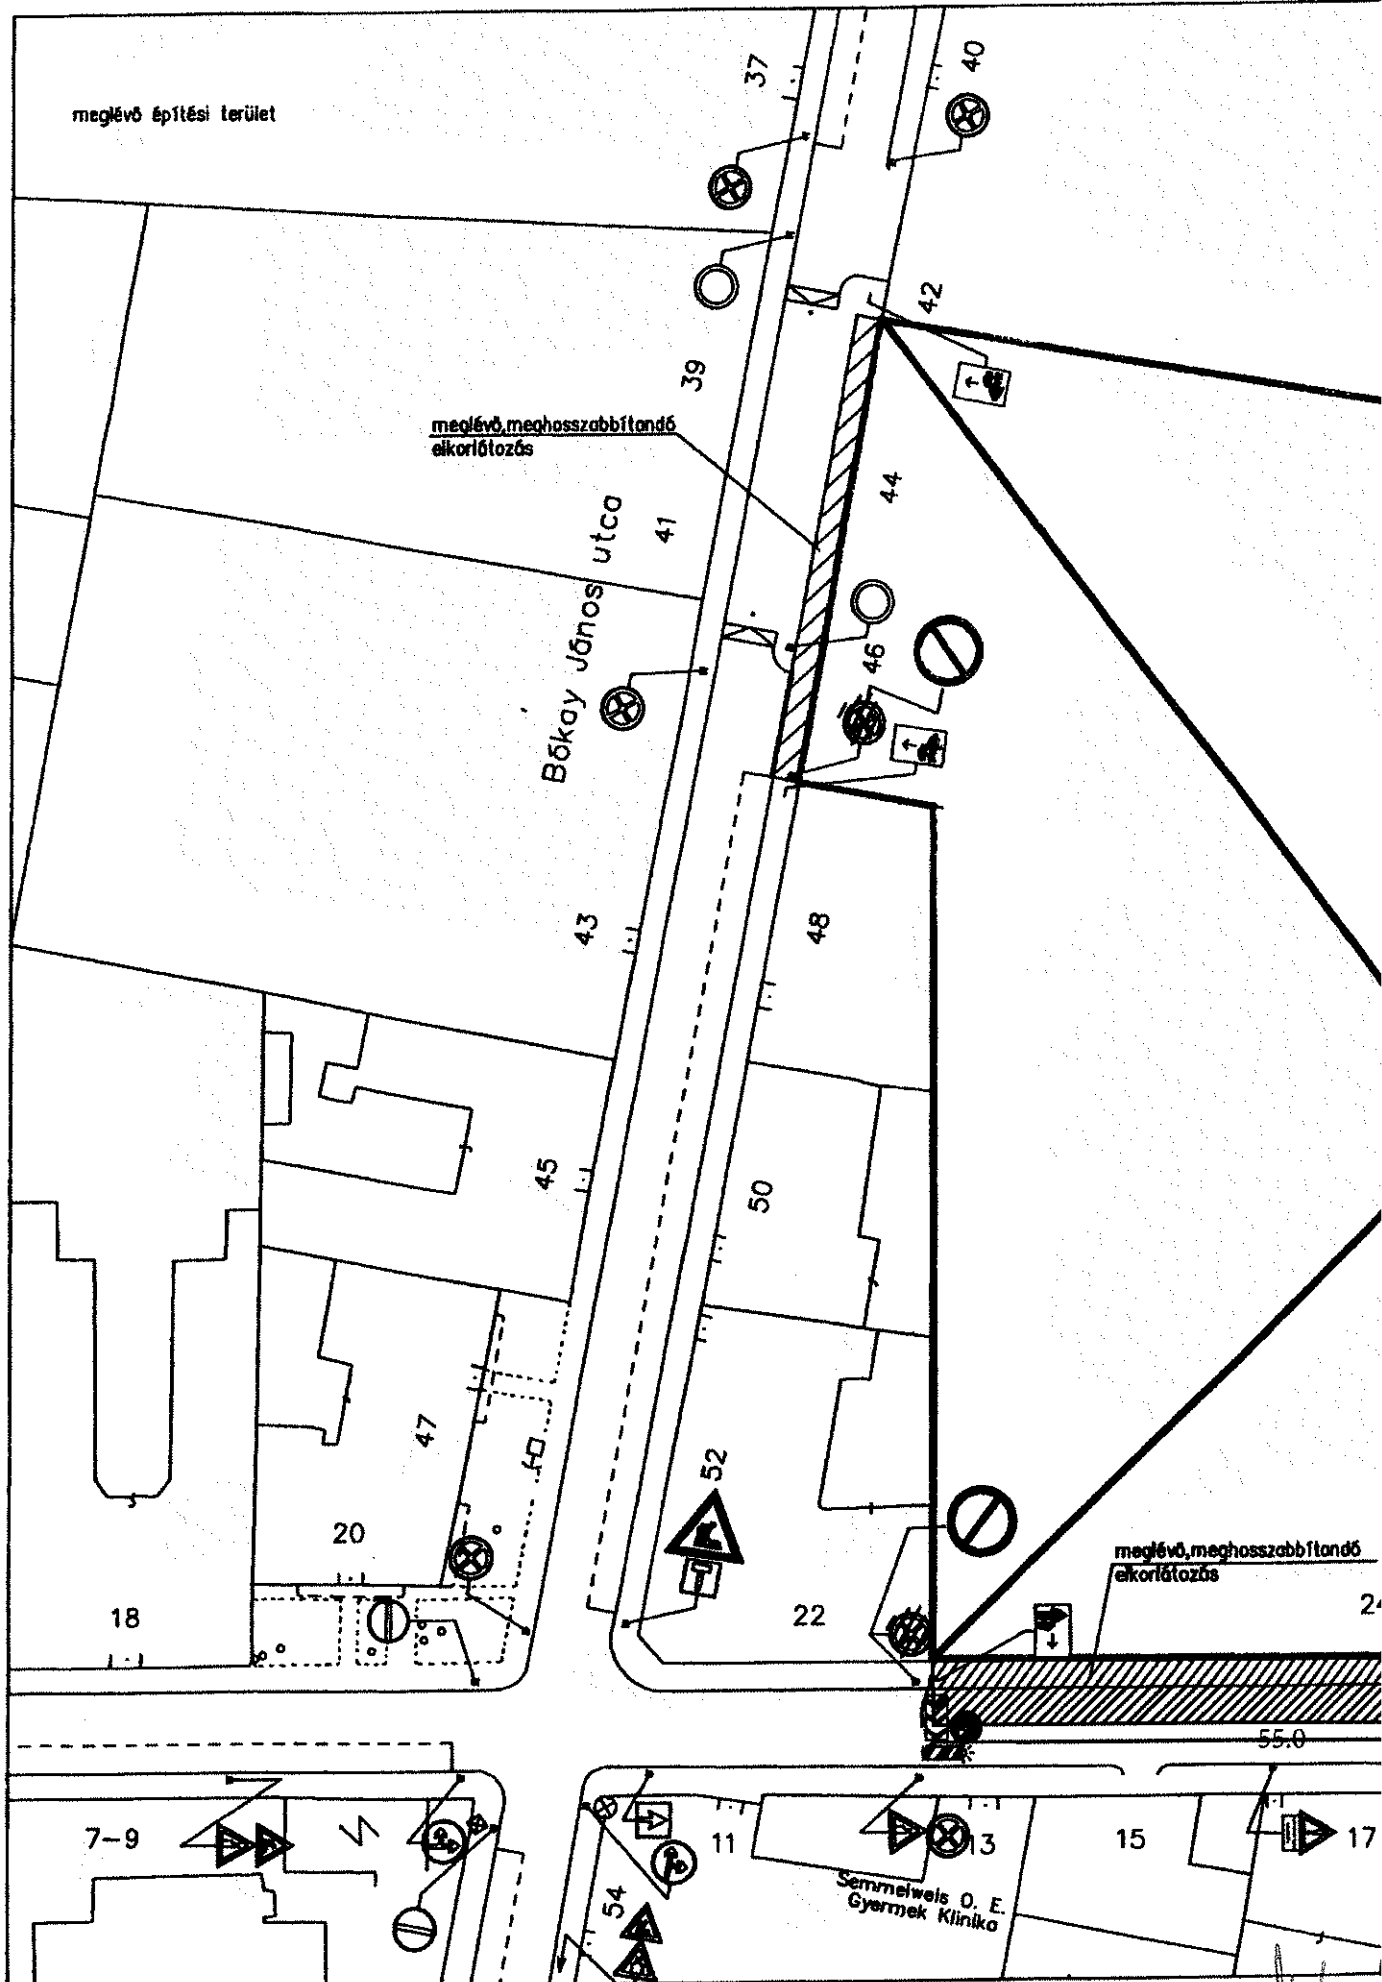 meglévő építési terület
37
40
42
39
meglévő,meghosszabbítandó
elkorlátozás
44
41
Bókay János utca
46
43
48
45
50
47
52
20
18
22
meglévő,meghosszabbítandó
elkorlátozás
55.0
7-9
11
13
15
17
54
Semmelweis O. E.
Gyermek Klinika